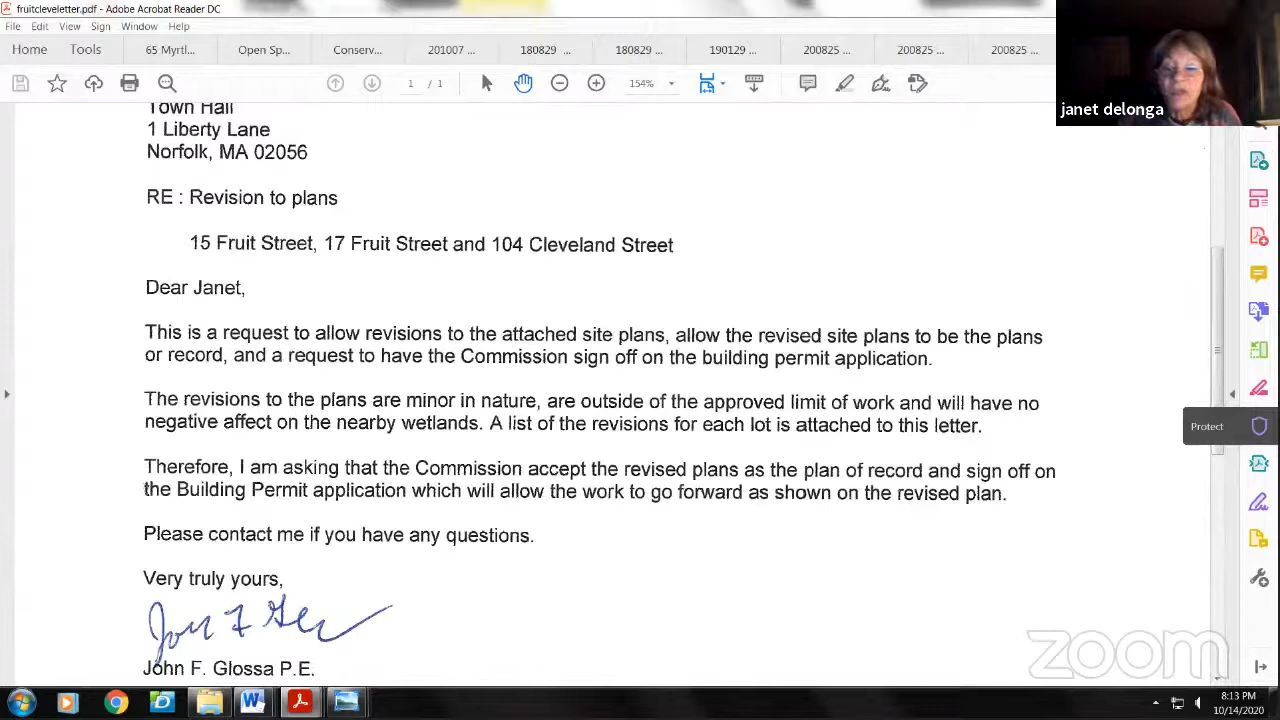 fruitcleveletter.pdf - Adobe Acrobat Reader DC
File Edit View Sign Window Help
Home Tools 65 Myrtl... Open Sp... Conserv... 201007 ... 180829 ... 180829 ... 190129 ... 200825 ... 200825 ... 200825 ...
1 / 1 154%
janet delonga
Town Hall
1 Liberty Lane
Norfolk, MA 02056
RE : Revision to plans
15 Fruit Street, 17 Fruit Street and 104 Cleveland Street
Dear Janet,
This is a request to allow revisions to the attached site plans, allow the revised site plans to be the plans
or record, and a request to have the Commission sign off on the building permit application.
The revisions to the plans are minor in nature, are outside of the approved limit of work and will have no
negative affect on the nearby wetlands. A list of the revisions for each lot is attached to this letter.
Protect
Therefore, I am asking that the Commission accept the revised plans as the plan of record and sign off on
the Building Permit application which will allow the work to go forward as shown on the revised plan.
Please contact me if you have any questions.
Very truly yours,
John F. Glossa P.E.
zoom
8:13 PM
10/14/2020